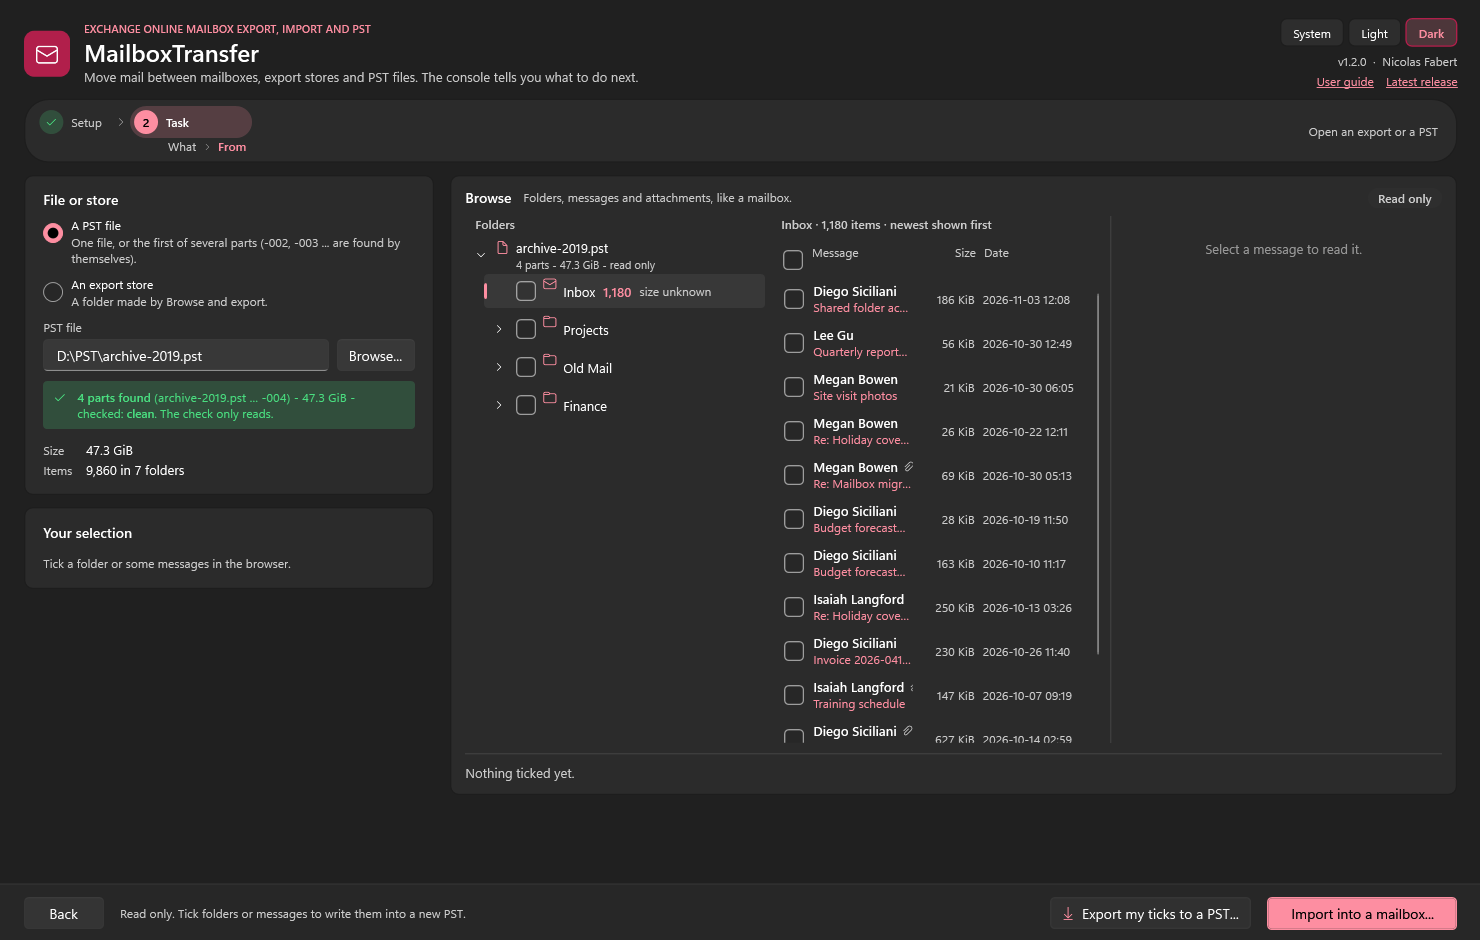 EXCHANGE ONLINE MAILBOX EXPORT, IMPORT AND PST
MailboxTransfer
Move mail between mailboxes, export stores and PST files. The console tells you what to do next.
System
Light
Dark
v1.2.0 · Nicolas Fabert
User guide
Latest release
Setup
2
Task
What
From
Open an export or a PST
File or store
A PST file
One file, or the first of several parts (-002, -003 ... are found by
themselves).
An export store
A folder made by Browse and export.
PST file
D:\PST\archive-2019.pst
Browse...
4 parts found (archive-2019.pst ... -004) - 47.3 GiB -
checked: clean. The check only reads.
Size 47.3 GiB
Items 9,860 in 7 folders
Your selection
Tick a folder or some messages in the browser.
Browse Folders, messages and attachments, like a mailbox.
Read only
Folders
archive-2019.pst
4 parts - 47.3 GiB - read only
Inbox 1,180 size unknown
Projects
Old Mail
Finance
Inbox · 1,180 items · newest shown first
Message Size Date
Diego Siciliani
Shared folder ac... 186 KiB 2026-11-03 12:08
Lee Gu
Quarterly report... 56 KiB 2026-10-30 12:49
Megan Bowen
Site visit photos 21 KiB 2026-10-30 06:05
Megan Bowen
Re: Holiday cove... 26 KiB 2026-10-22 12:11
Megan Bowen
Re: Mailbox migr... 69 KiB 2026-10-30 05:13
Diego Siciliani
Budget forecast... 28 KiB 2026-10-19 11:50
Diego Siciliani
Budget forecast... 163 KiB 2026-10-10 11:17
Isaiah Langford
Re: Holiday cove... 250 KiB 2026-10-13 03:26
Diego Siciliani
Invoice 2026-041... 230 KiB 2026-10-26 11:40
Isaiah Langford
Training schedule 147 KiB 2026-10-07 09:19
Diego Siciliani
627 KiB 2026-10-14 02:59
Select a message to read it.
Nothing ticked yet.
Back
Read only. Tick folders or messages to write them into a new PST.
Export my ticks to a PST...
Import into a mailbox...